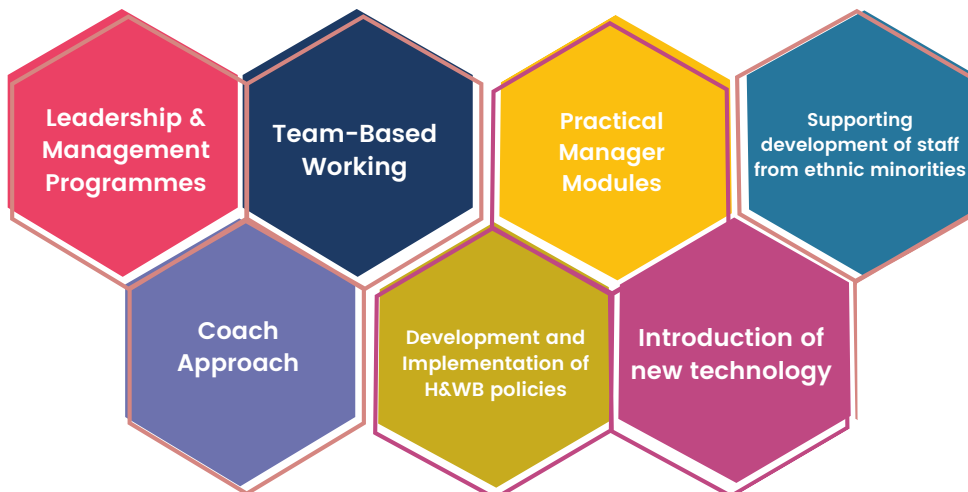 Leadership &
Management
Programmes
Team-Based
Working
Practical
Manager
Modules
Supporting
development of staff
from ethnic minorities
Coach
Approach
Development and
Implementation of
H&WB policies
Introduction of
new technology